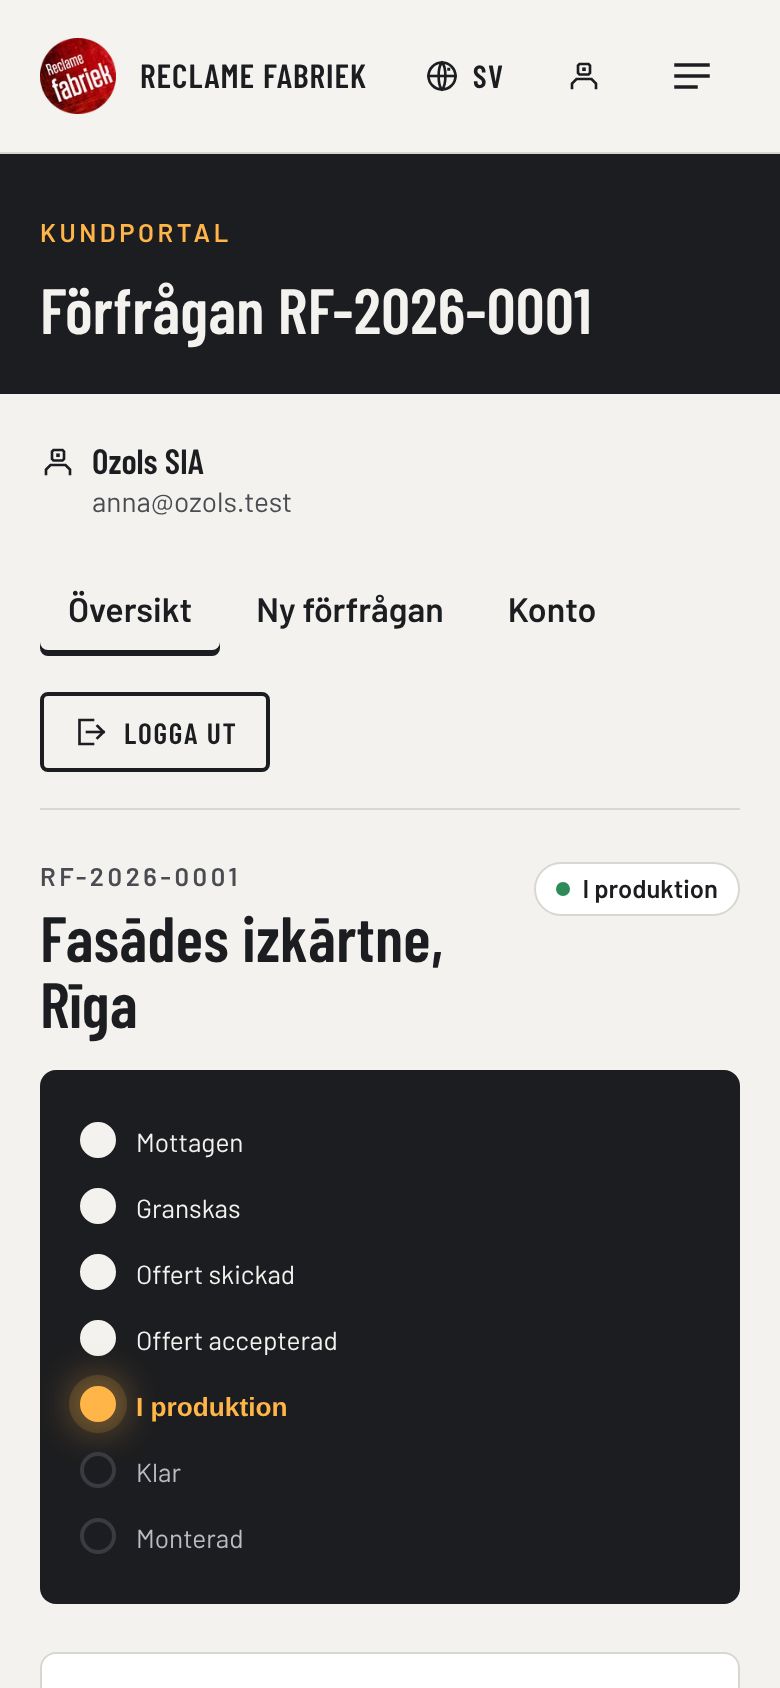 Reclame
fabriek
RECLAME FABRIEK
SV
KUNDPORTAL
Förfrågan RF-2026-0001
Ozols SIA
anna@ozols.test
Översikt
Ny förfrågan
Konto
LOGGA UT
RF-2026-0001
I produktion
Fasādes izkārtne,
Rīga
Mottagen
Granskas
Offert skickad
Offert accepterad
I produktion
Klar
Monterad